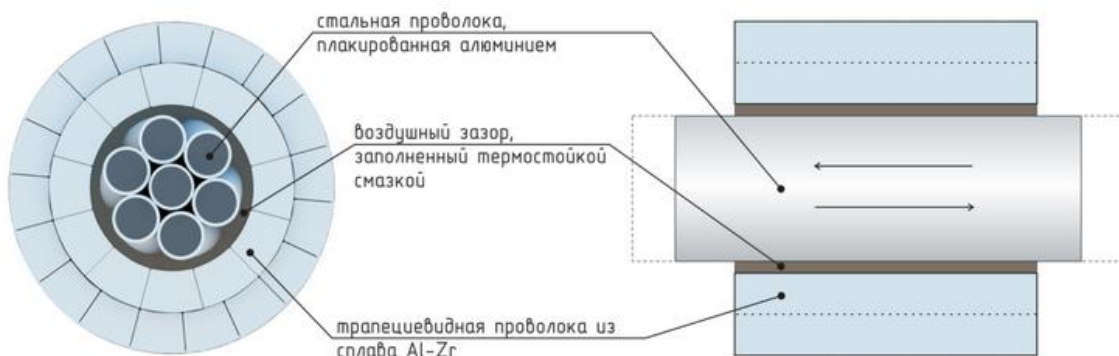 стальная проволока,
плакированная алюминием
воздушный зазор,
заполненный термостойкой
смазкой
трапециевидная проволока из
сплава Al-Zr